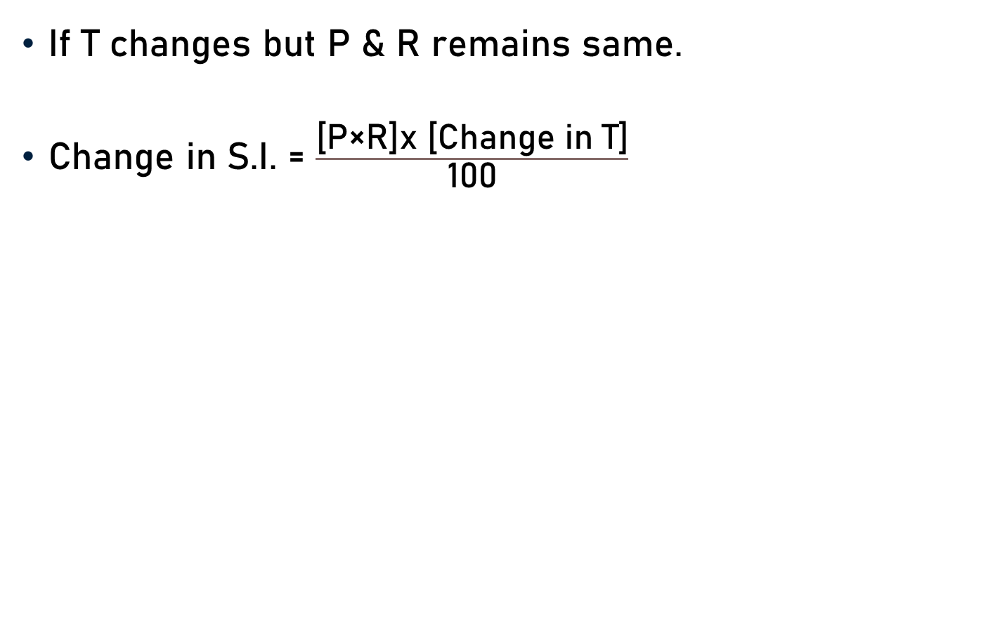 • If T changes but P & R remains same.
• Change in S.I. = [P×R]x [Change in T]
100